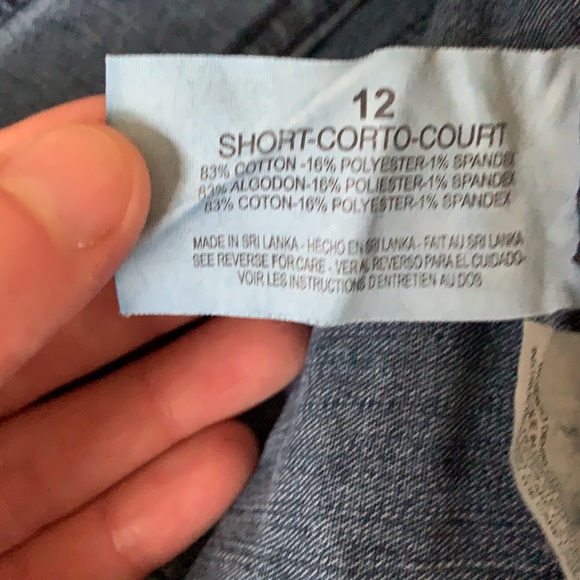 12
SHORT-CORTO-COURT
83% COTTON-16% POLYESTER-1% SPANDEX
83% ALGODON-16% POLIESTER-1% SPANDEX
83% COTON-16% POLYESTER-1% SPANDEX
MADE IN SRI LANKA - HECHO EN SRI LANKA - FAIT AU SRI LANKA
SEE REVERSE FOR CARE - VER AL REVERSO PARA EL CUIDADO-
VOIR LES INSTRUCTIONS D'ENTRETIEN AU DOS